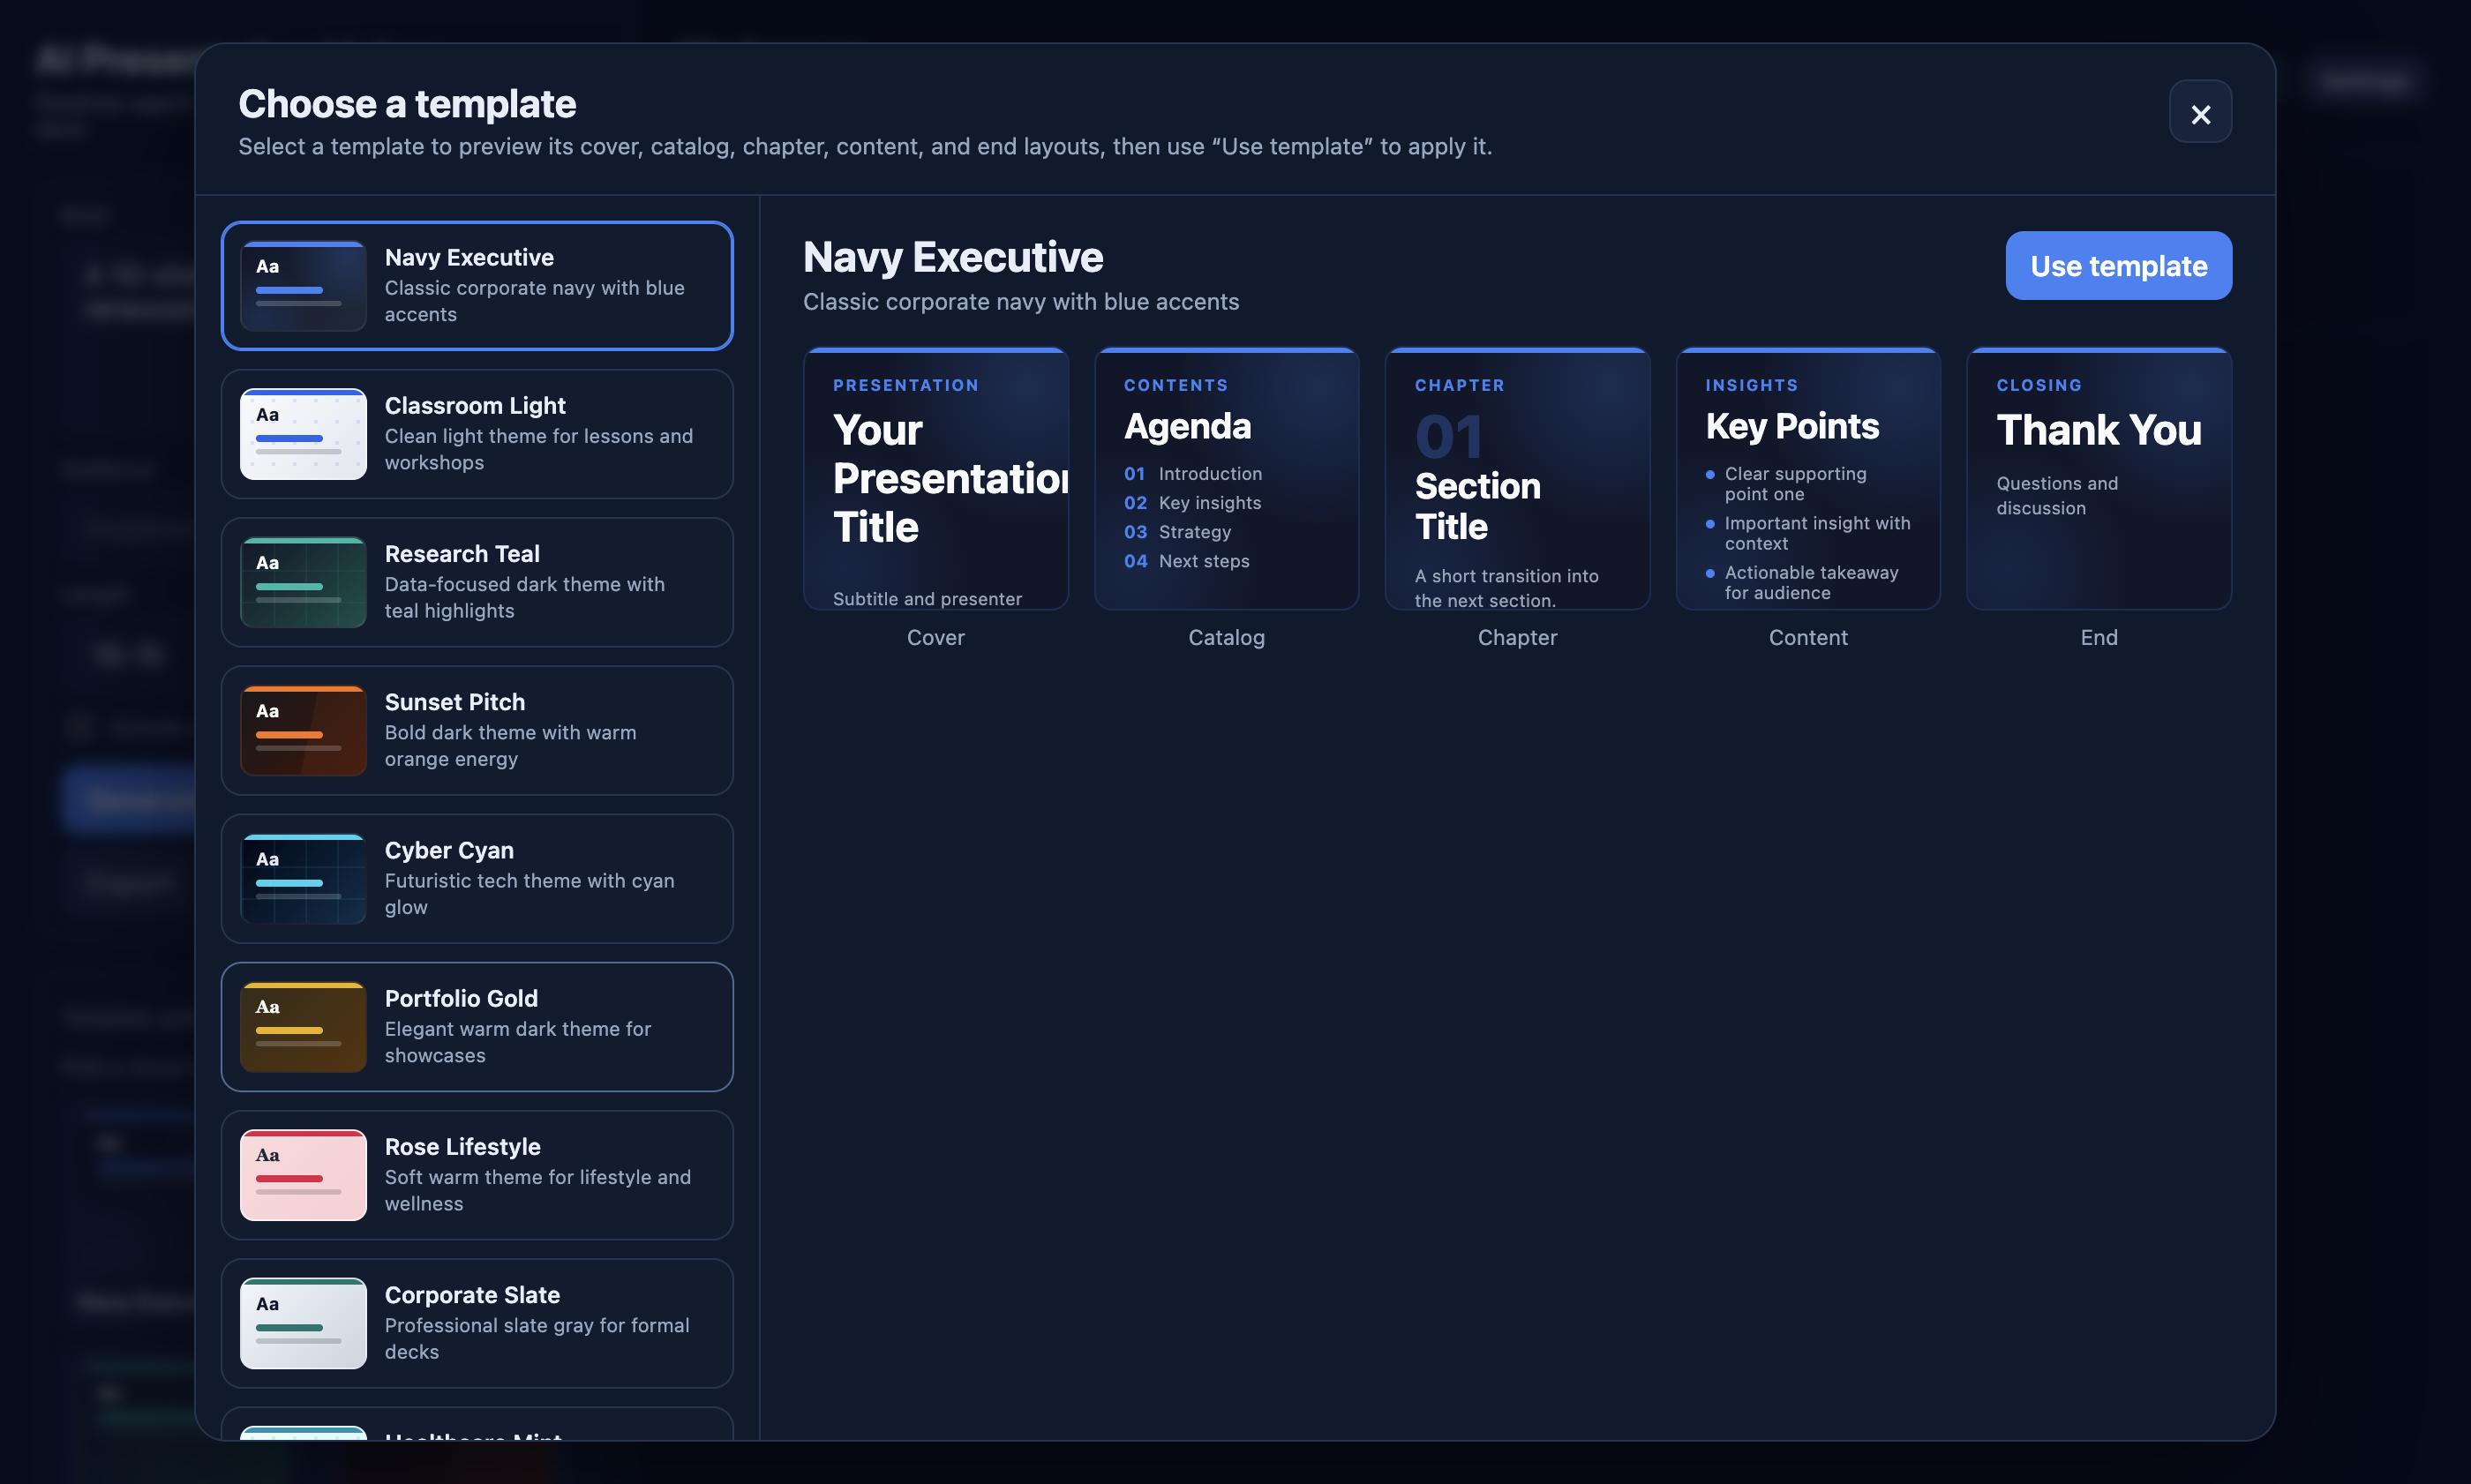 Choose a template
Select a template to preview its cover, catalog, chapter, content, and end layouts, then use “Use template” to apply it.
×
Aa
Navy Executive
Classic corporate navy with blue
accents
Aa
Classroom Light
Clean light theme for lessons and
workshops
Aa
Research Teal
Data-focused dark theme with
teal highlights
Aa
Sunset Pitch
Bold dark theme with warm
orange energy
Aa
Cyber Cyan
Futuristic tech theme with cyan
glow
Aa
Portfolio Gold
Elegant warm dark theme for
showcases
Aa
Rose Lifestyle
Soft warm theme for lifestyle and
wellness
Aa
Corporate Slate
Professional slate gray for formal
decks
Healthcare Mint
Navy Executive
Classic corporate navy with blue accents
Use template
PRESENTATION
Your
Presentation
Title
Subtitle and presenter
Cover
CONTENTS
Agenda
01 Introduction
02 Key insights
03 Strategy
04 Next steps
Catalog
CHAPTER
01
Section
Title
A short transition into
the next section.
Chapter
INSIGHTS
Key Points
Clear supporting
point one
Important insight with
context
Actionable takeaway
for audience
Content
CLOSING
Thank You
Questions and
discussion
End